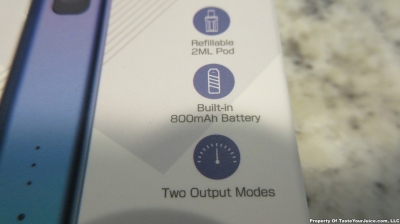 Refillable
2ML Pod
Built-in
800mAh Battery
Two Output Modes
Property Of TasteYourJuice.com, LLC